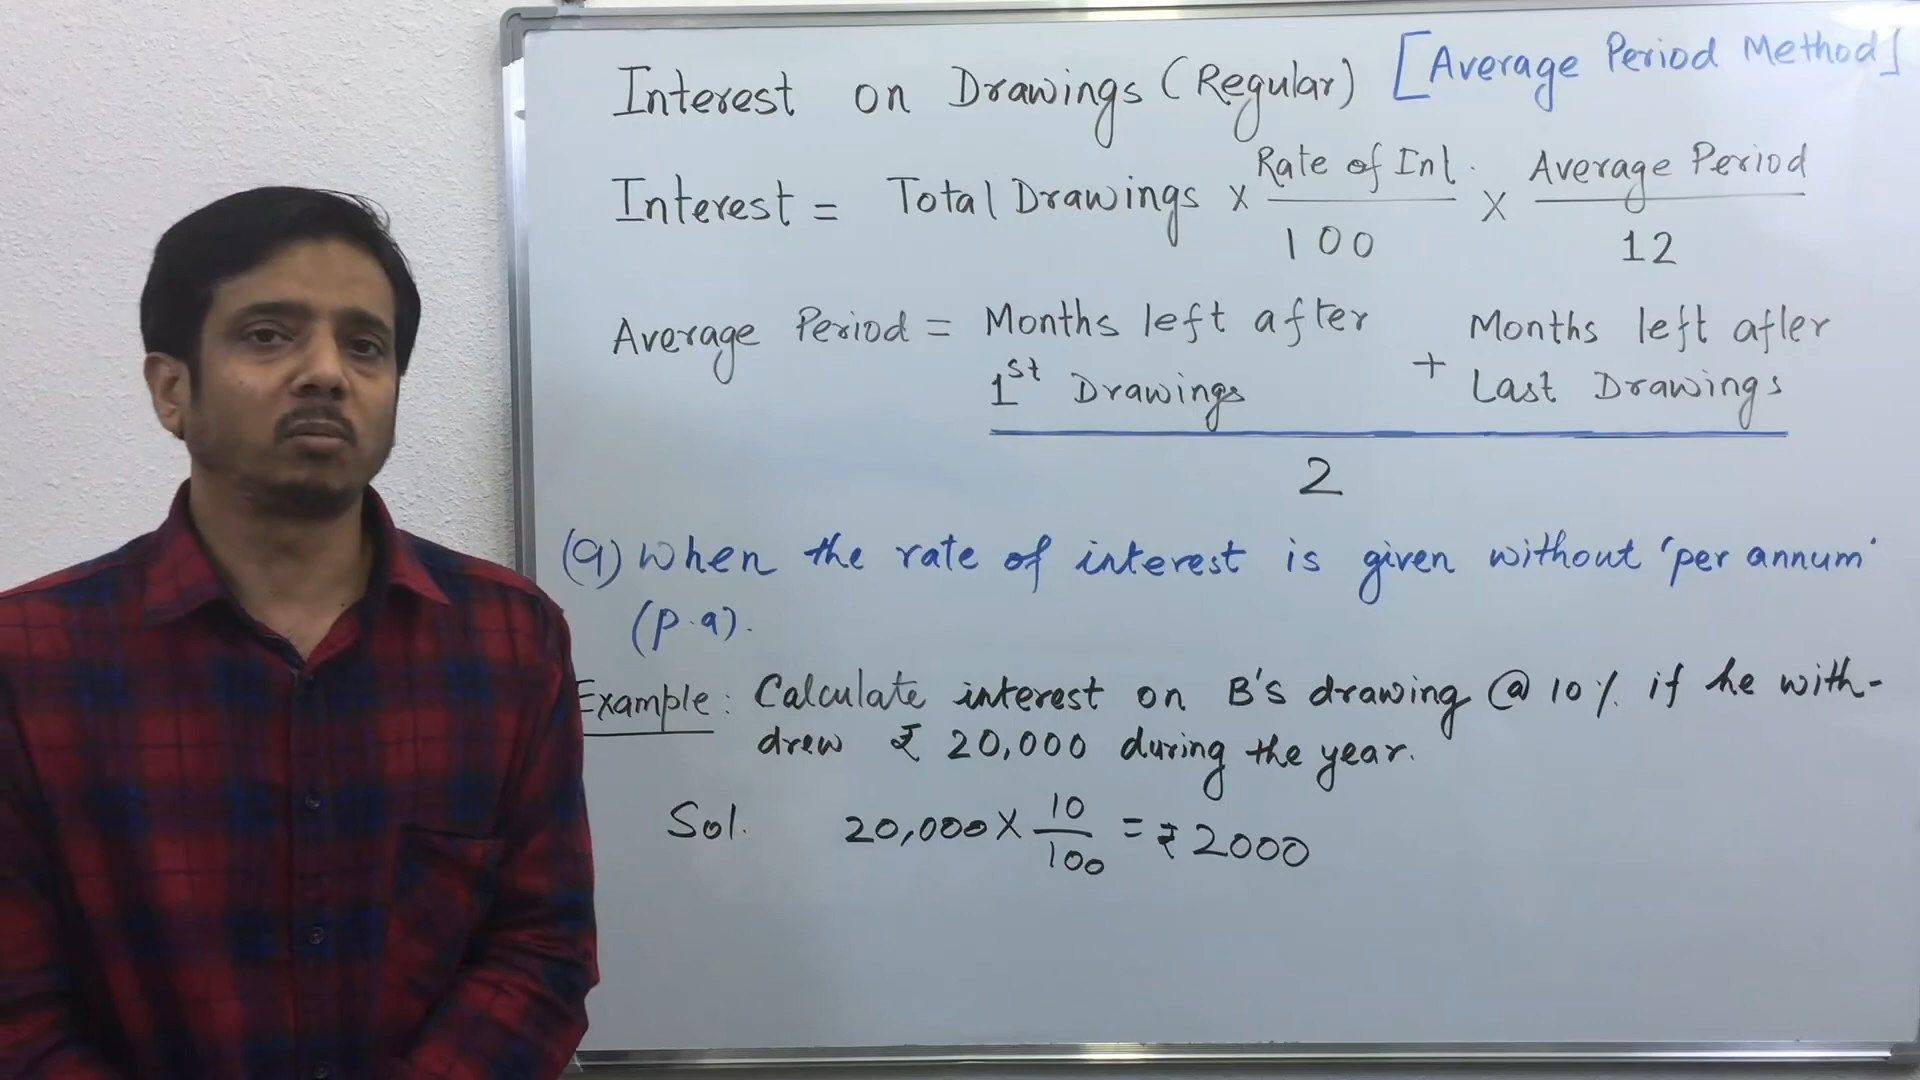 Interest on Drawings (Regular) [Average Period Method]
Interest = Total Drawings x Rate of Int. / 100 x Average Period / 12
Average Period = Months left after 1st Drawings + Months left after Last Drawings / 2
(a) When the rate of interest is given without 'per annum'
(p.a).
Example: Calculate interest on B's drawing @ 10% if he with-
drew ₹ 20,000 during the year.
Sol. 20,000 x 10/100 = ₹ 2000